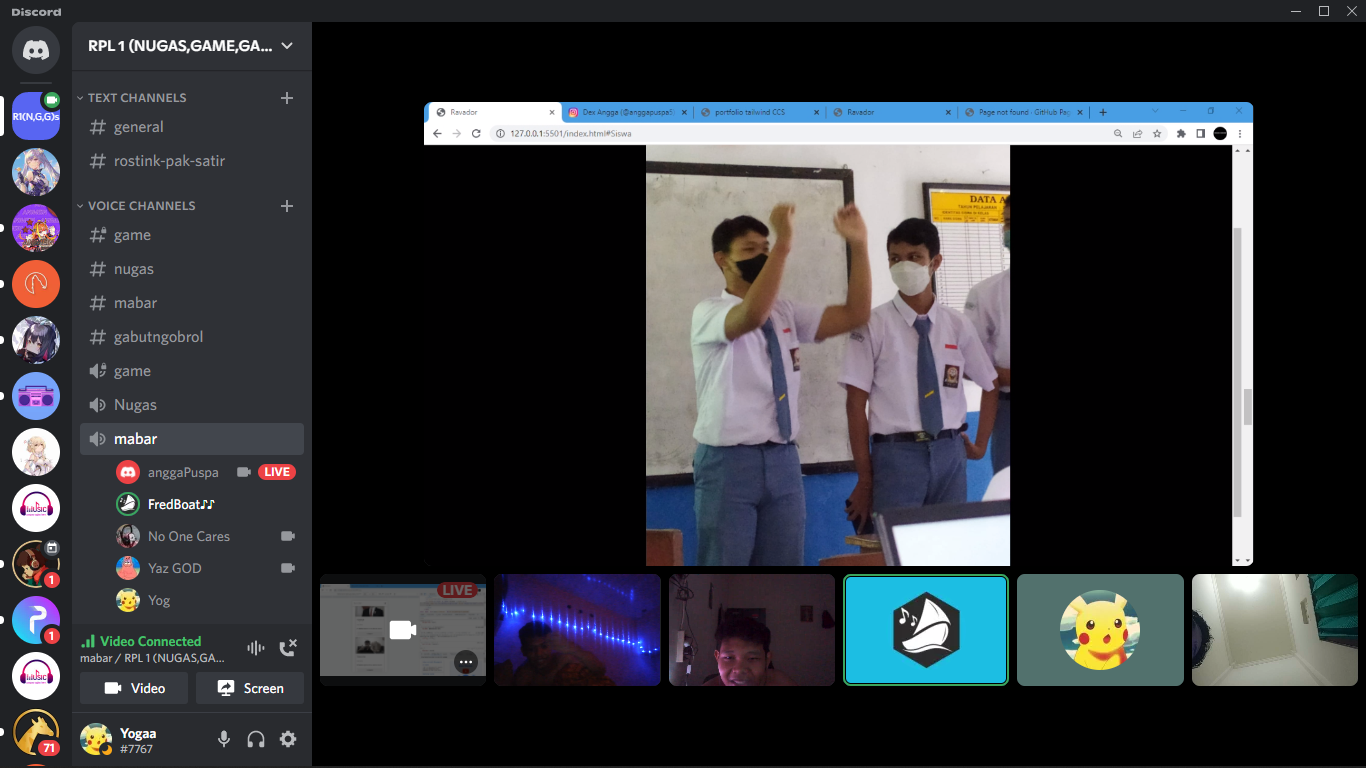 Discord
RPL 1 (NUGAS,GAME,GA...
R1(N,G,G)s
TEXT CHANNELS
general
rostink-pak-satir
VOICE CHANNELS
game
nugas
mabar
gabutngobrol
game
Nugas
mabar
anggaPuspa
LIVE
FredBoat♪♪
No One Cares
Yaz GOD
Yog
Video Connected
mabar / RPL 1 (NUGAS,GA...
Video
Screen
Yogaa
#7767
MUSIC
1
1
MUSIC
71
Ravador
Dex Angga (@anggapuspa
portfolio tailwind CCS
Ravador
Page not found · GitHub Pag
127.0.0.1:5501/index.html#Siswa
DATA A
TAHUN PELAJARAN
LIVE